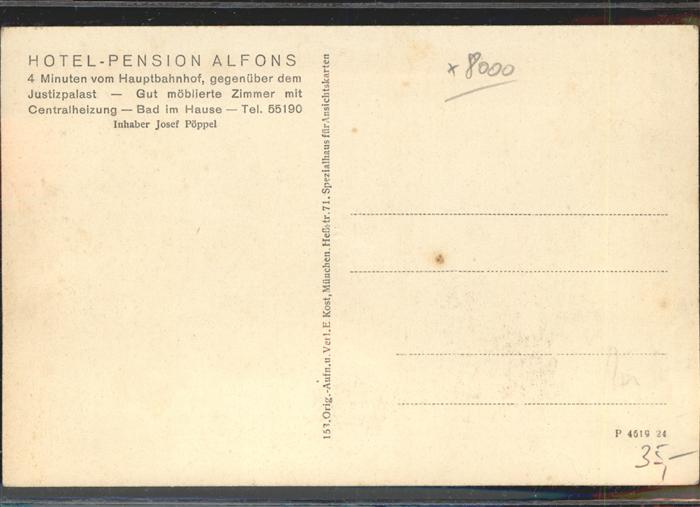 HOTEL-PENSION ALFONS
4 Minuten vom Hauptbahnhof, gegenüber dem
Justizpalast — Gut möblierte Zimmer mit
Centralheizung — Bad im Hause — Tel. 55190
Inhaber Josef Pöppel
153. Orig.-Aufn. u. Verl. E Kost, München. Heßstr. 71. Spezialhaus für Ansichtskarten
x 8000
P 4619 24
35,-